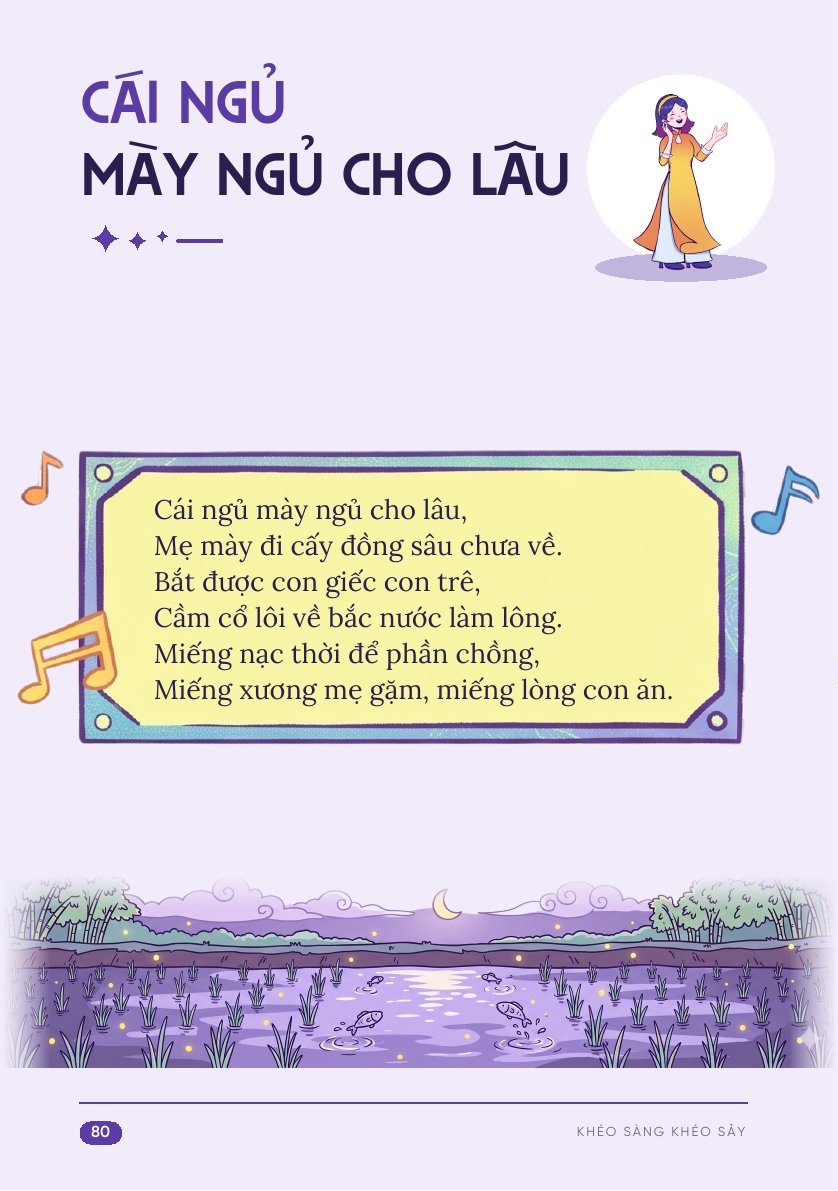 CÁI NGỦ
MÀY NGỦ CHO LÂU
Cái ngủ mày ngủ cho lâu,
Mẹ mày đi cấy đồng sâu chưa về.
Bắt được con giếc con trê,
Cầm cổ lôi về bắc nước làm lông.
Miếng nạc thời để phần chồng,
Miếng xương mẹ gặm, miếng lòng con ăn.
80
KHÉO SÀNG KHÉO SẢY